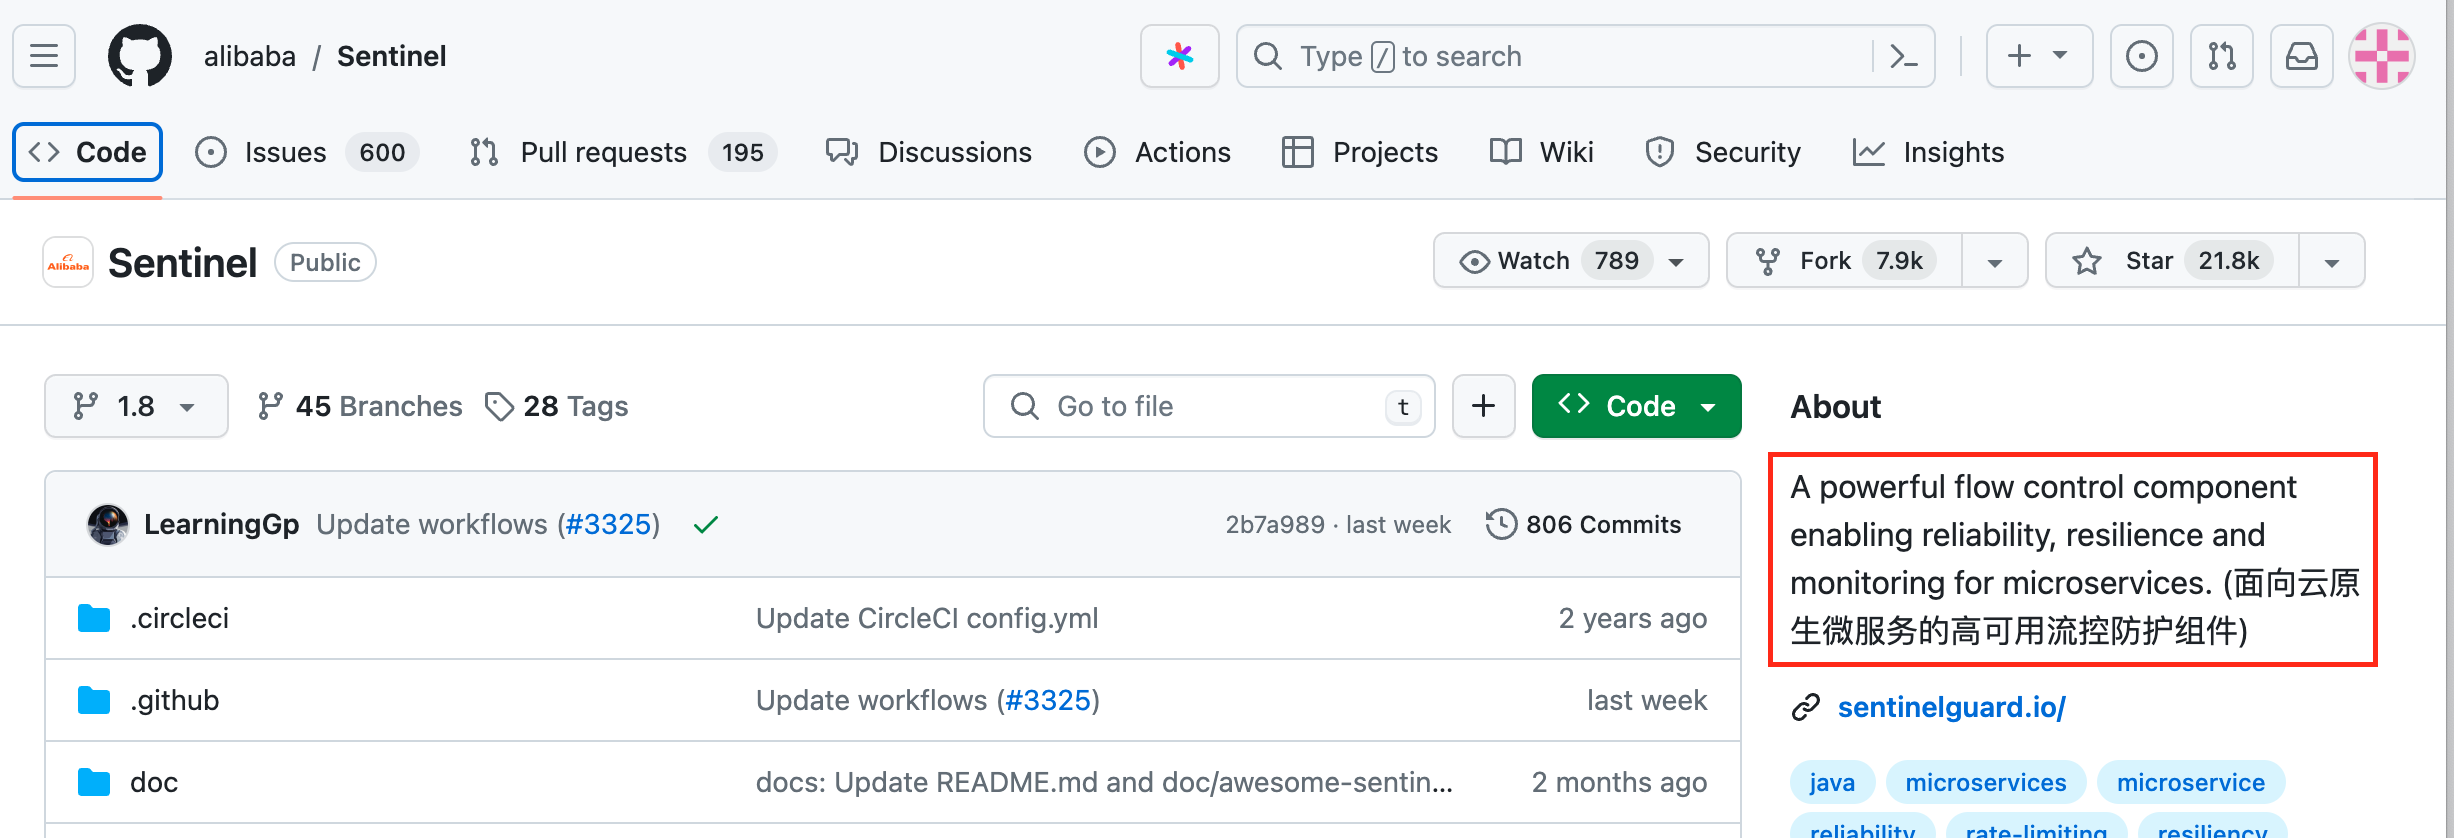 alibaba / Sentinel
Type / to search
Code
Issues 600
Pull requests 195
Discussions
Actions
Projects
Wiki
Security
Insights
Alibaba
Sentinel
Public
Watch 789
Fork 7.9k
Star 21.8k
1.8
45 Branches
28 Tags
Go to file
t
Code
LearningGp Update workflows (#3325)
2b7a989 · last week
806 Commits
.circleci Update CircleCI config.yml 2 years ago
.github Update workflows (#3325) last week
doc docs: Update README.md and doc/awesome-sentin... 2 months ago
About
A powerful flow control component
enabling reliability, resilience and
monitoring for microservices. (面向云原
生微服务的高可用流控防护组件)
sentinelguard.io/
java microservices microservice
reliability rate-limiting resiliency